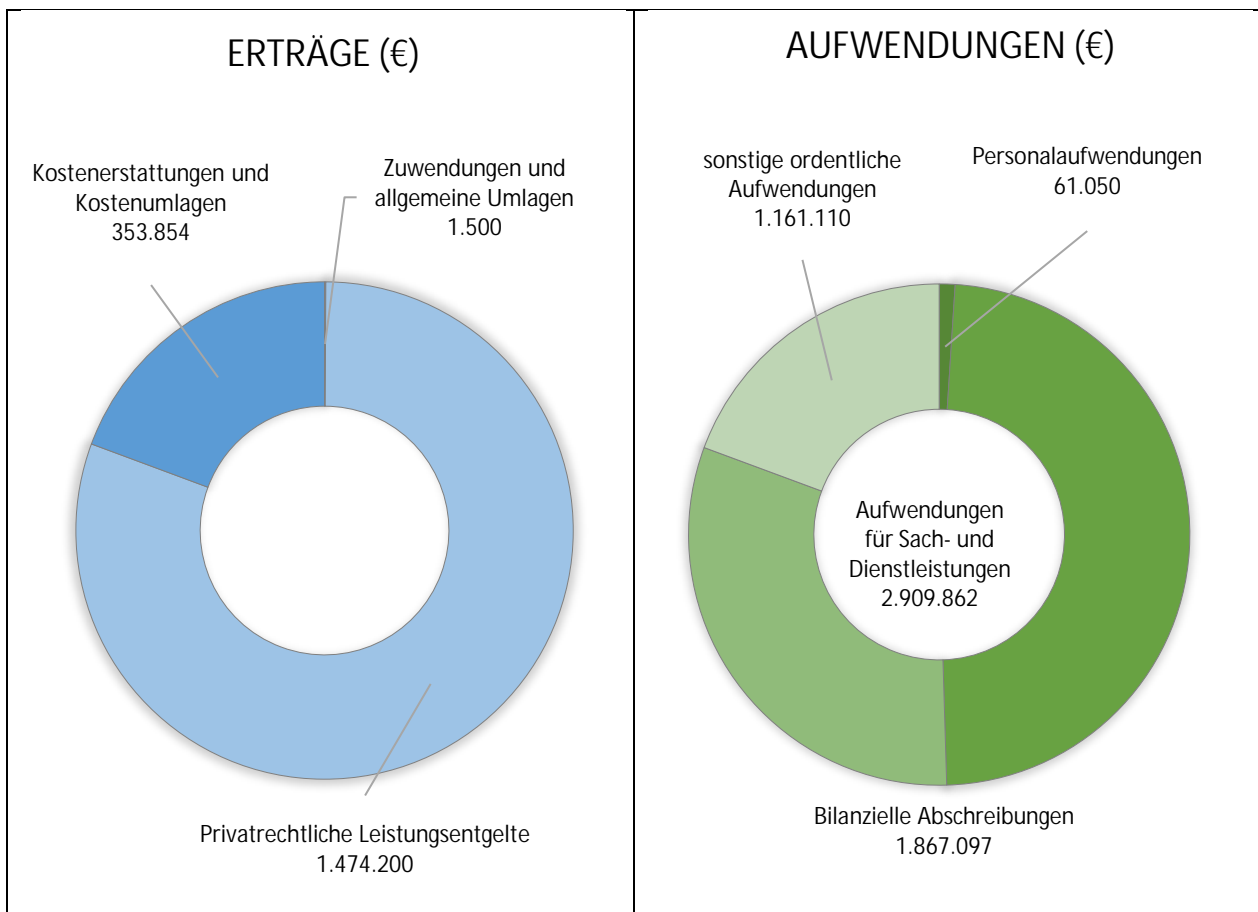 ERTRÄGE (€)
Kostenerstattungen und
Kostenumlagen
353.854
Zuwendungen und
allgemeine Umlagen
1.500
Privatrechtliche Leistungsentgelte
1.474.200
AUFWENDUNGEN (€)
sonstige ordentliche
Aufwendungen
1.161.110
Personalaufwendungen
61.050
Aufwendungen
für Sach- und
Dienstleistungen
2.909.862
Bilanzielle Abschreibungen
1.867.097